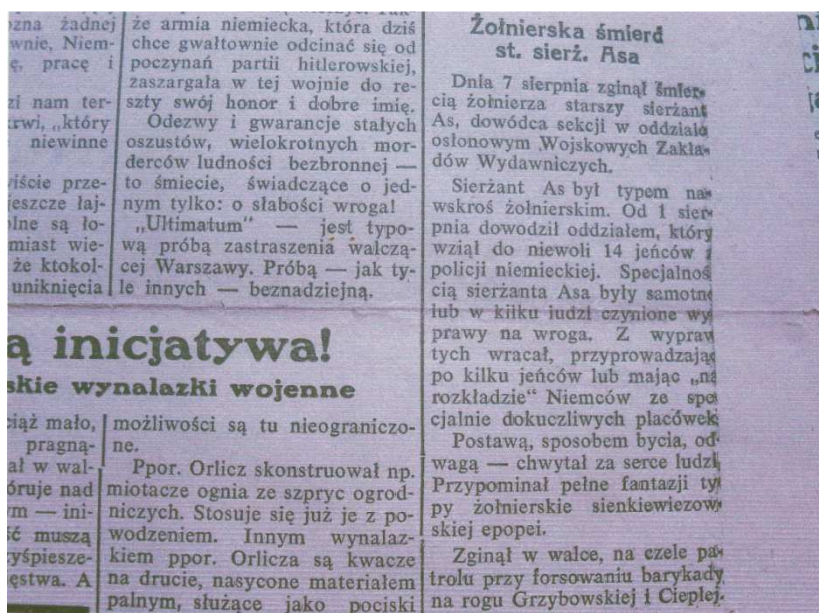 ozna żadnej
wnie, Niem-
ę, pracę i
zi nam ter-
krwi, „który
niewinne
wiście prze-
jeszcze łaj-
olne są ło-
miast wie-
że ktokol-
uniknięcia
że armia niemiecka, która dziś
chce gwałtownie odcinać się od
poczynań partii hitlerowskiej,
zaszargała w tej wojnie do re-
szty swój honor i dobre imię.
Odezwy i gwarancje stałych
oszustów, wielokrotnych mor-
derców ludności bezbronnej —
to śmiecie, świadczące o jed-
nym tylko: o słabości wroga!
„Ultimatum" — jest typo-
wą próbą zastraszenia walczą-
cej Warszawy. Próbą — jak ty-
le innych — beznadziejną.
ą inicjatywa!
skie wynalazki wojenne
ciąż mało,
pragną-
ał w wal-
óruje nad
ym — ini-
ść muszą
zyśpiesze-
ęstwa. A
możliwości są tu nieograniczo-
ne.
Ppor. Orlicz skonstruował np.
miotacze ognia ze szpryc ogrod-
niczych. Stosuje się już je z po-
wodzeniem. Innym wynalaz-
kiem ppor. Orlicza są kwacze
na drucie, nasycone materiałem
palnym, służące jako pociski
Żołnierska śmierć
st. sierż. Asa
Dnia 7 sierpnia zginął śmier-
cią żołnierza starszy sierżant
As, dowódca sekcji w oddziale
osłonowym Wojskowych Zakła-
dów Wydawniczych.
Sierżant As był typem na-
wskroś żołnierskim. Od 1 sier-
pnia dowodził oddziałem, który
wziął do niewoli 14 jeńców z
policji niemieckiej. Specjalnoś
cią sierżanta Asa były samotne
lub w kilku ludzi czynione wy
prawy na wroga. Z wypraw
tych wracał, przyprowadzając
po kilku jeńców lub mając „na
rozkładzie" Niemców ze spe
cjalnie dokuczliwych placówek
Postawą, sposobem bycia, od
wagą — chwytał za serce ludzi
Przypominał pełne fantazji ty
py żołnierskie sienkiewiezow
skiej epopei.
Zginął w walce, na czele pa
trolu przy forsowaniu barykady
na rogu Grzybowskiej i Cieplej.